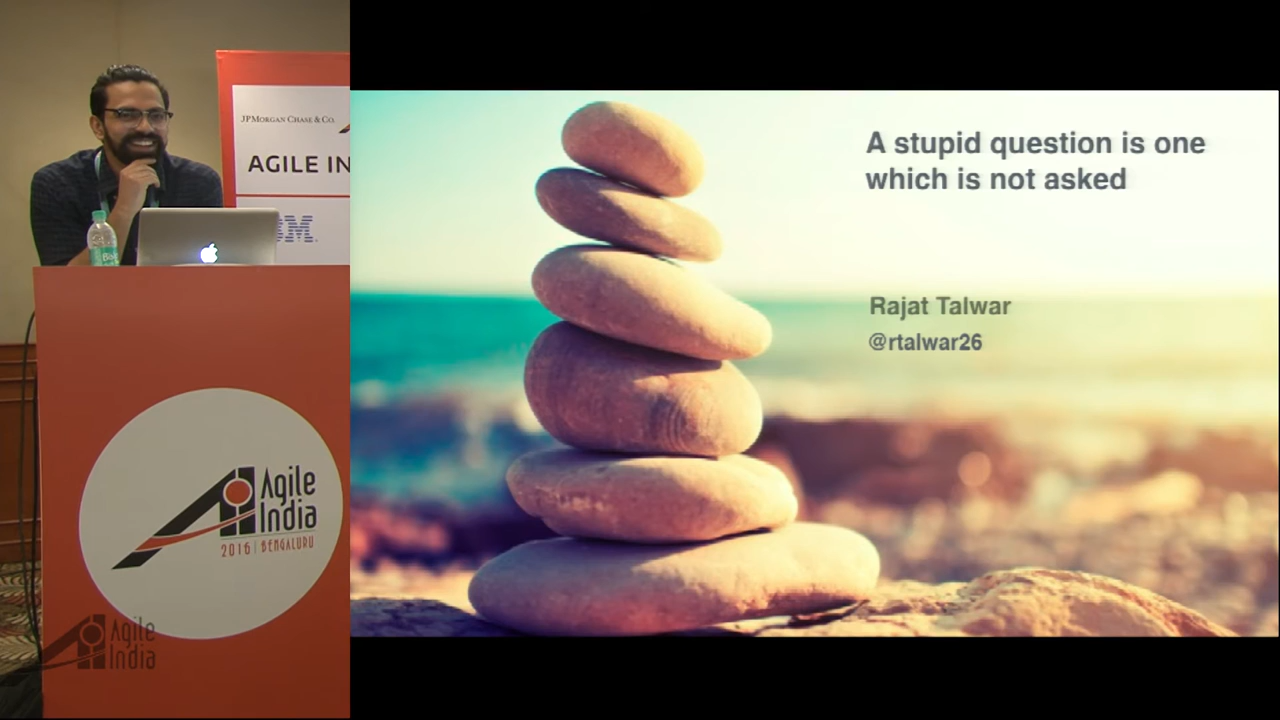 JPMORGAN CHASE & CO.
AGILE IN
IBM.
Agile
India
2016 | BENGALURU
Agile
India
A stupid question is one
which is not asked
Rajat Talwar
@rtalwar26